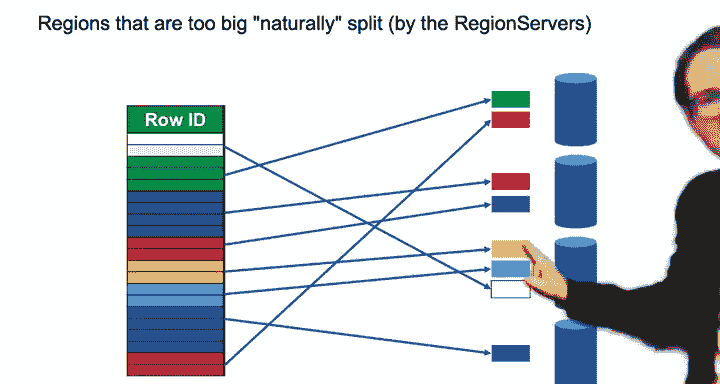 Regions that are too big "naturally" split (by the RegionServers)
Row ID